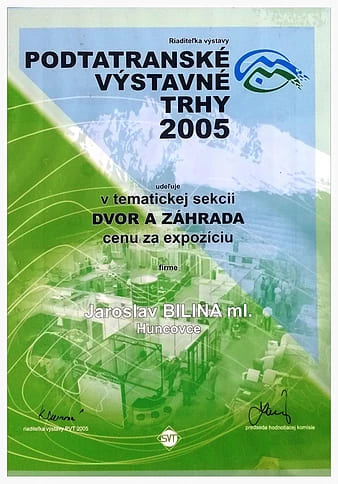 Riaditeľka výstavy
PODTATRANSKÉ
VÝSTAVNÉ
TRHY
2005
udeľuje
v tematickej sekcii
DVOR A ZÁHRADA
cenu za expozíciu
firme
Jaroslav BILINA ml.
Huncovce
riaditeľka výstavy PVT 2005
SVT
predseda hodnotiacej komisie